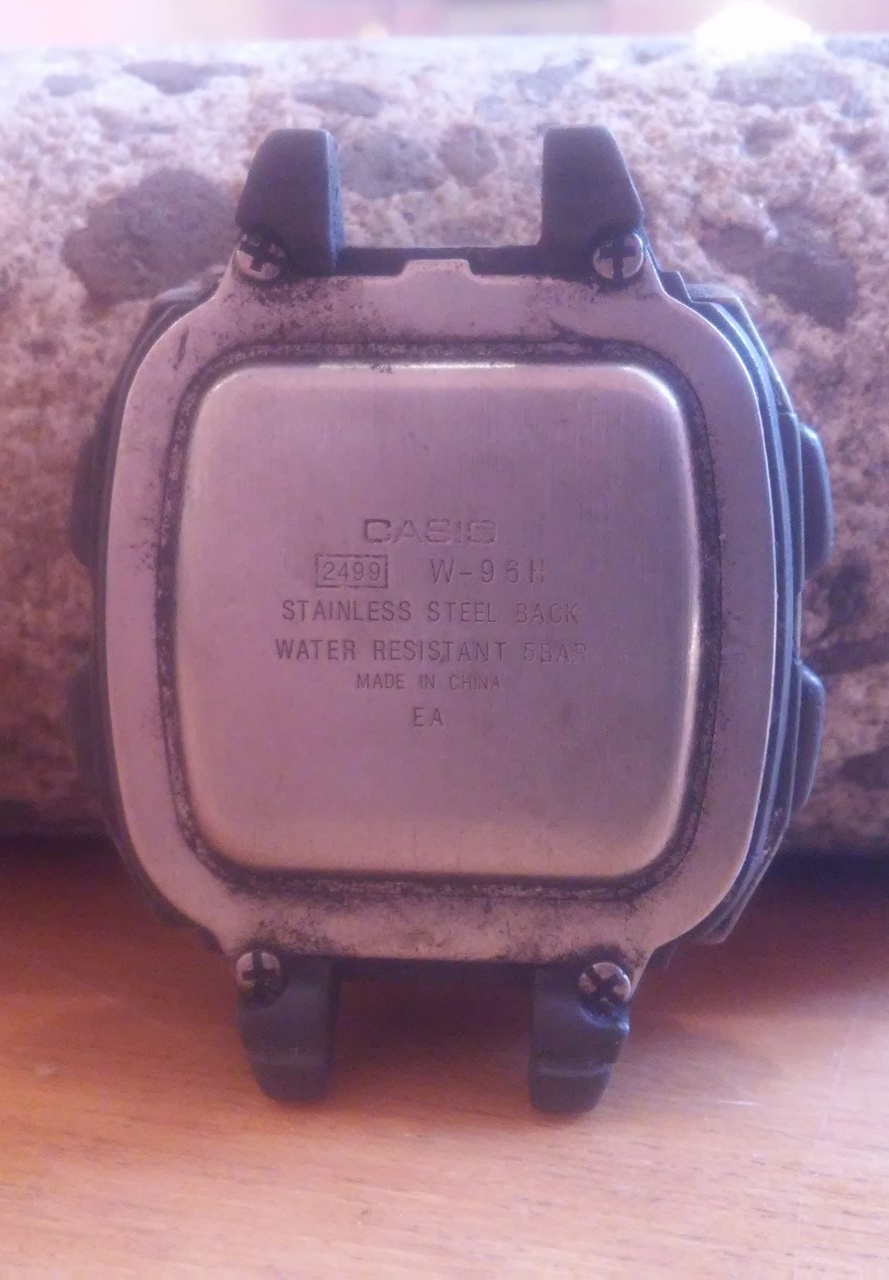 CASIO
2499 W-96H
STAINLESS STEEL BACK
WATER RESISTANT 5BAR
MADE IN CHINA
EA